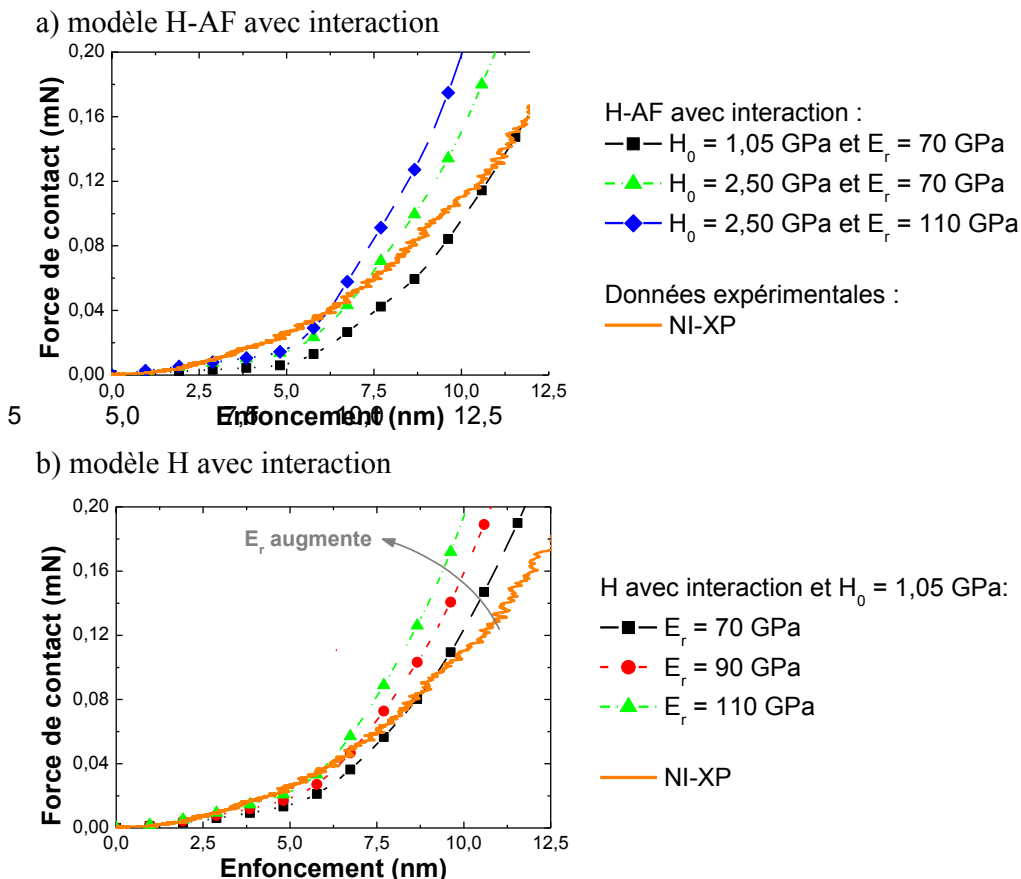 a) modèle H-AF avec interaction
0,20
0,16
0,12
0,08
0,04
0,00
Force de contact (mN)
0,0 2,5 5,0 7,5 10,0 12,5
Enfoncement (nm)
5 5,0 7,5 10,0 12,5
H-AF avec interaction :
H0 = 1,05 GPa et Er = 70 GPa
H0 = 2,50 GPa et Er = 70 GPa
H0 = 2,50 GPa et Er = 110 GPa
Données expérimentales :
NI-XP
b) modèle H avec interaction
0,20
0,16
0,12
0,08
0,04
0,00
Force de contact (mN)
Er augmente
0,0 2,5 5,0 7,5 10,0 12,5
Enfoncement (nm)
H avec interaction et H0 = 1,05 GPa:
Er = 70 GPa
Er = 90 GPa
Er = 110 GPa
NI-XP